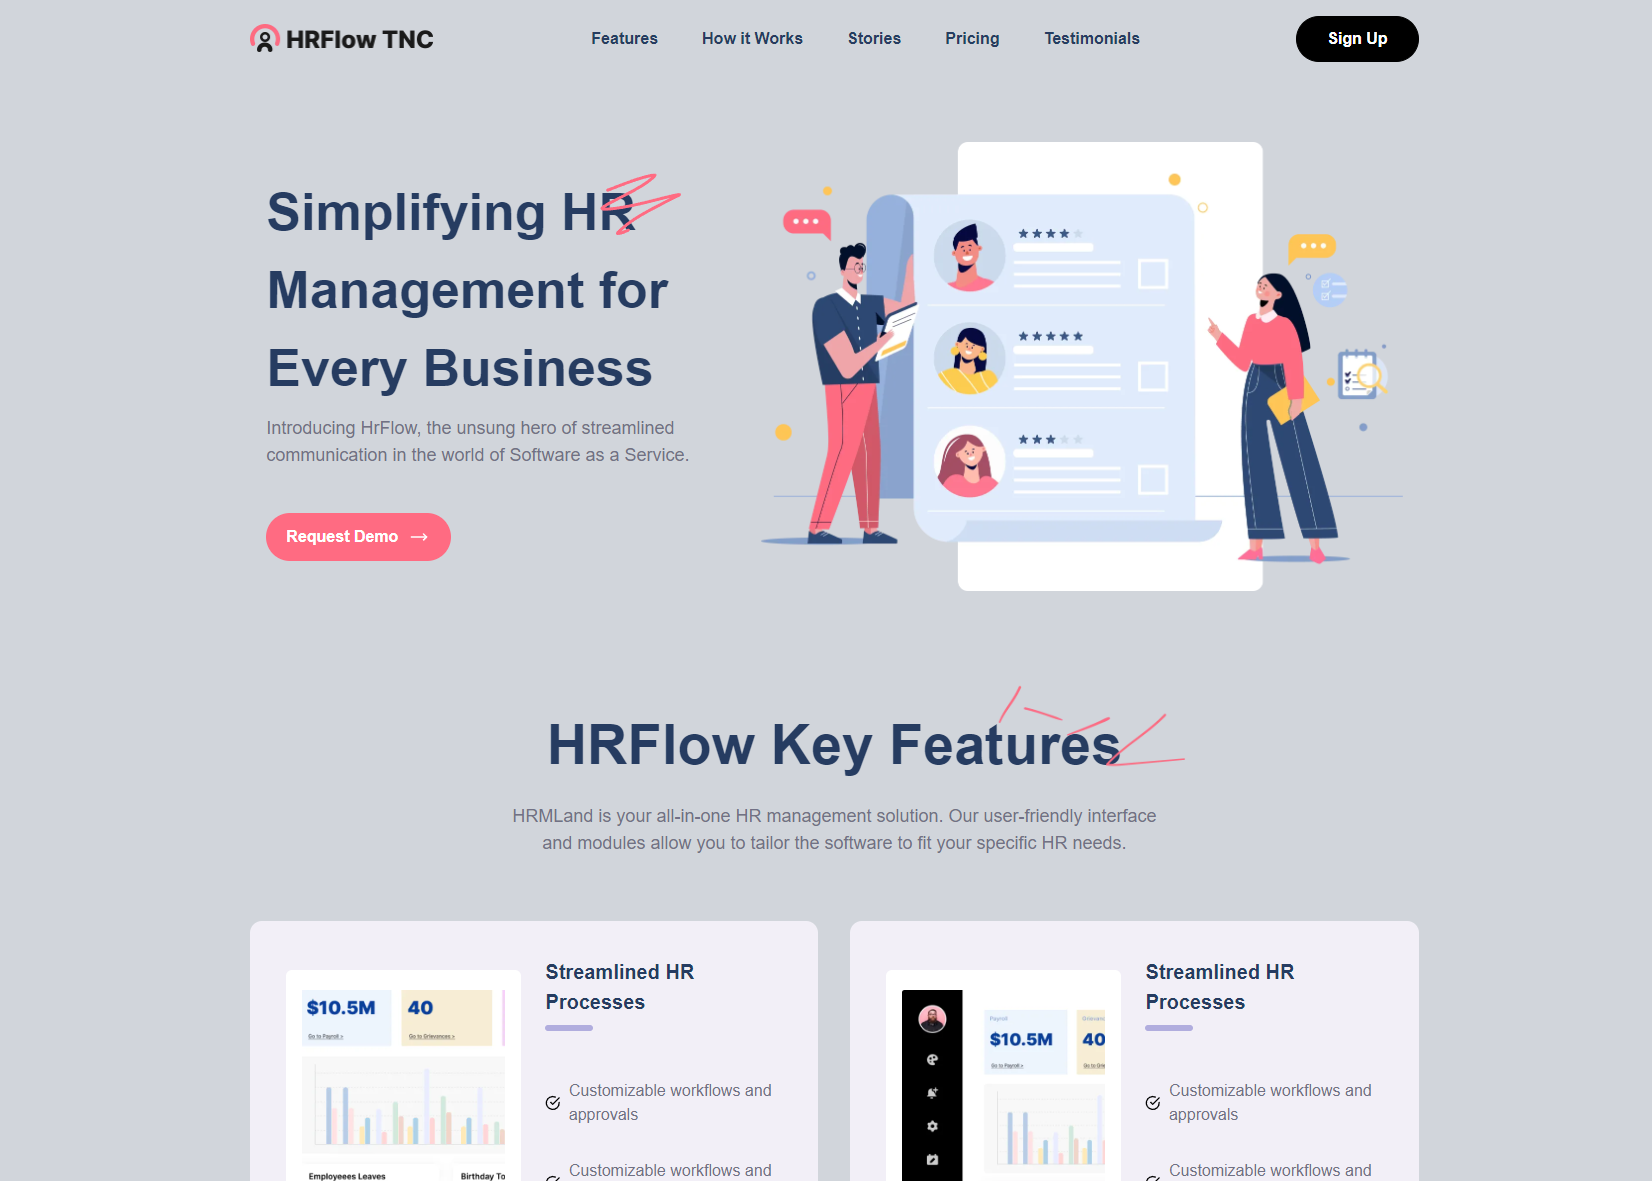 HRFlow TNC
Features
How it Works
Stories
Pricing
Testimonials
Sign Up
Simplifying HR
Management for
Every Business
Introducing HrFlow, the unsung hero of streamlined
communication in the world of Software as a Service.
Request Demo
HRFlow Key Features
HRMLand is your all-in-one HR management solution. Our user-friendly interface
and modules allow you to tailor the software to fit your specific HR needs.
$10.5M
40
Go to Payroll >
Go to Grievances >
Employeees Leaves
Birthday To
Streamlined HR
Processes
Customizable workflows and
approvals
Customizable workflows and
Payroll
Grievanc
$10.5M
40
Go to Payroll >
Go to Gri
Streamlined HR
Processes
Customizable workflows and
approvals
Customizable workflows and